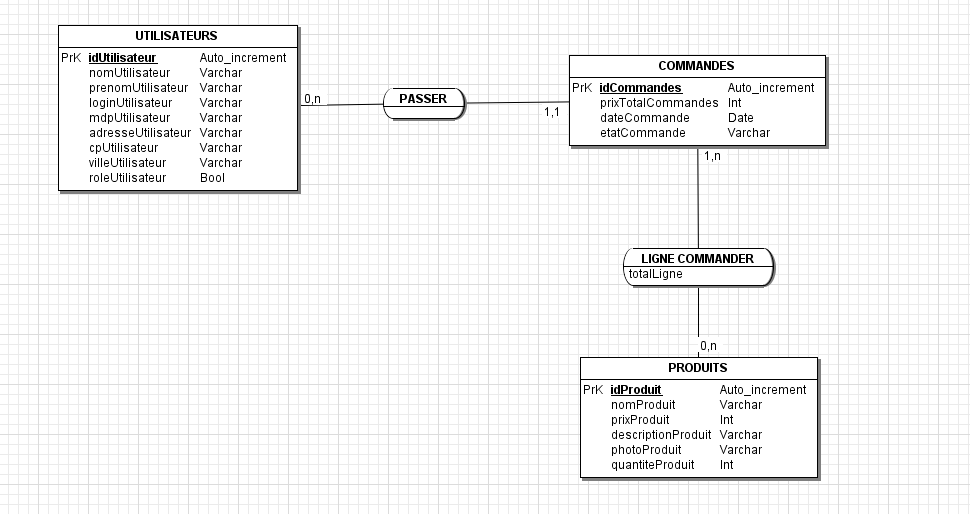 UTILISATEURS
PrK idUtilisateur Auto_increment
nomUtilisateur Varchar
prenomUtilisateur Varchar
loginUtilisateur Varchar
mdpUtilisateur Varchar
adresseUtilisateur Varchar
cpUtilisateur Varchar
villeUtilisateur Varchar
roleUtilisateur Bool
0,n
PASSER
1,1
COMMANDES
PrK idCommandes Auto_increment
prixTotalCommandes Int
dateCommande Date
etatCommande Varchar
1,n
LIGNE COMMANDER
totalLigne
0,n
PRODUITS
PrK idProduit Auto_increment
nomProduit Varchar
prixProduit Int
descriptionProduit Varchar
photoProduit Varchar
quantiteProduit Int